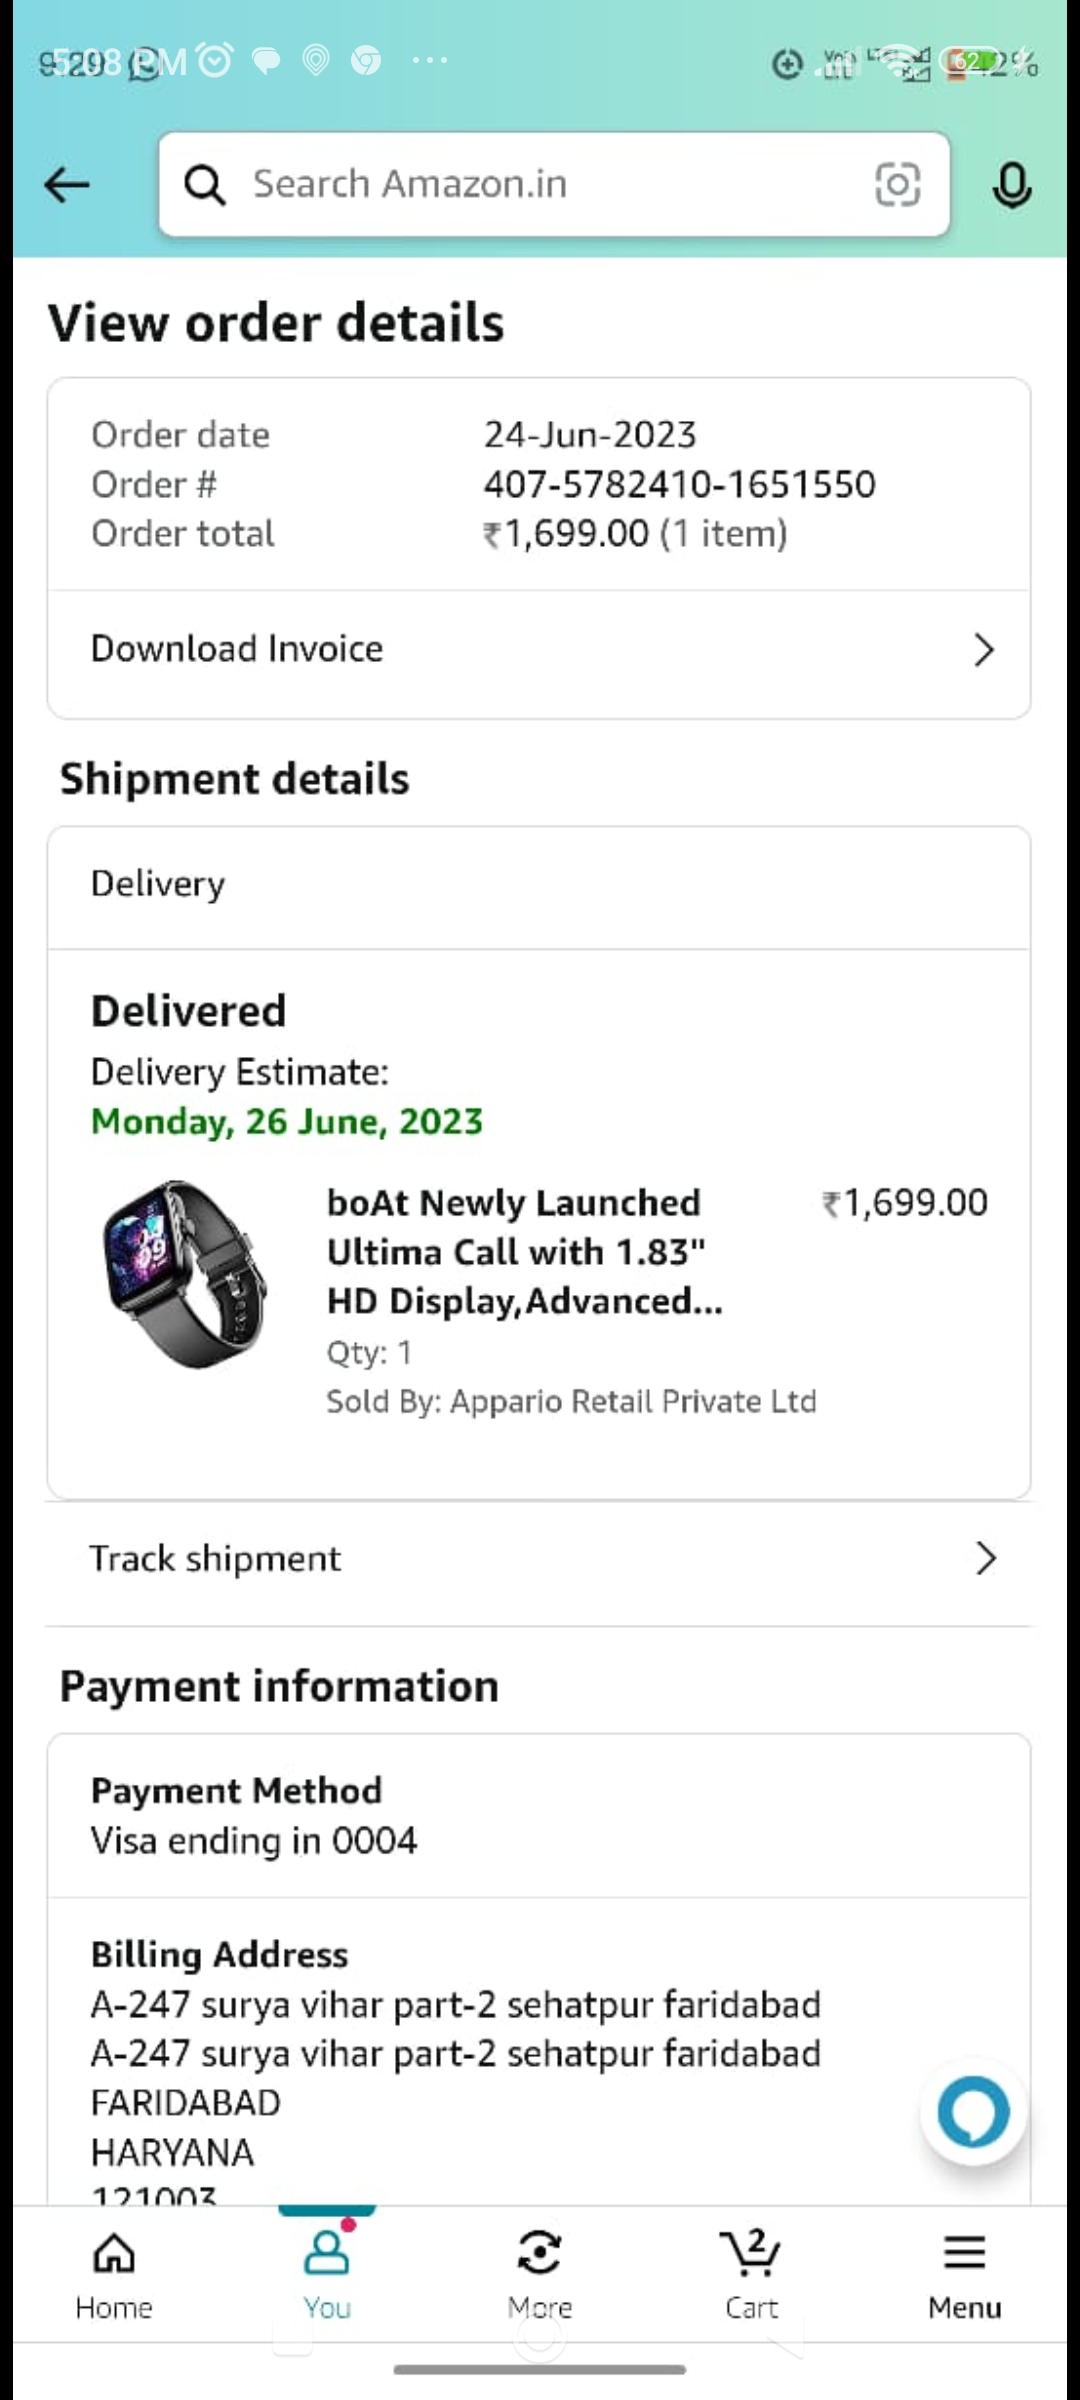 9:29
5:08 PM
62
Search Amazon.in
View order details
Order date 24-Jun-2023
Order # 407-5782410-1651550
Order total ₹1,699.00 (1 item)
Download Invoice
Shipment details
Delivery
Delivered
Delivery Estimate:
Monday, 26 June, 2023
boAt Newly Launched ₹1,699.00
Ultima Call with 1.83"
HD Display,Advanced...
Qty: 1
Sold By: Appario Retail Private Ltd
Track shipment
Payment information
Payment Method
Visa ending in 0004
Billing Address
A-247 surya vihar part-2 sehatpur faridabad
A-247 surya vihar part-2 sehatpur faridabad
FARIDABAD
HARYANA
121003
2
Home You More Cart Menu